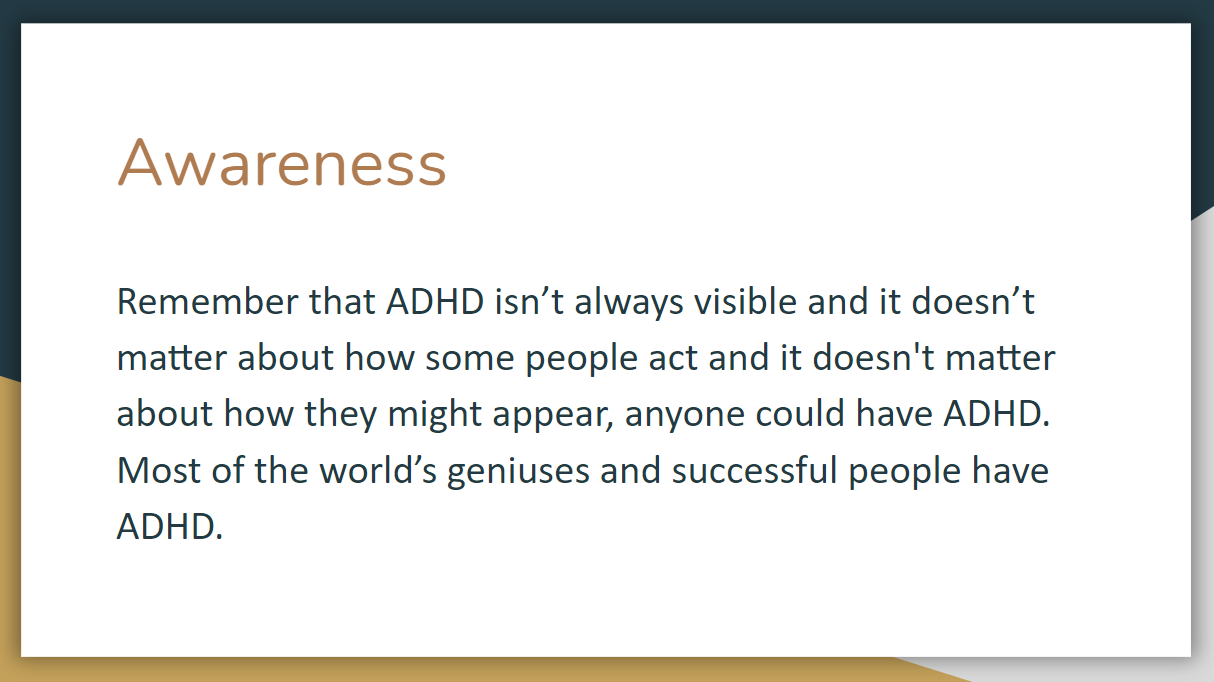 Awareness
Remember that ADHD isn’t always visible and it doesn’t
matter about how some people act and it doesn't matter
about how they might appear, anyone could have ADHD.
Most of the world’s geniuses and successful people have
ADHD.